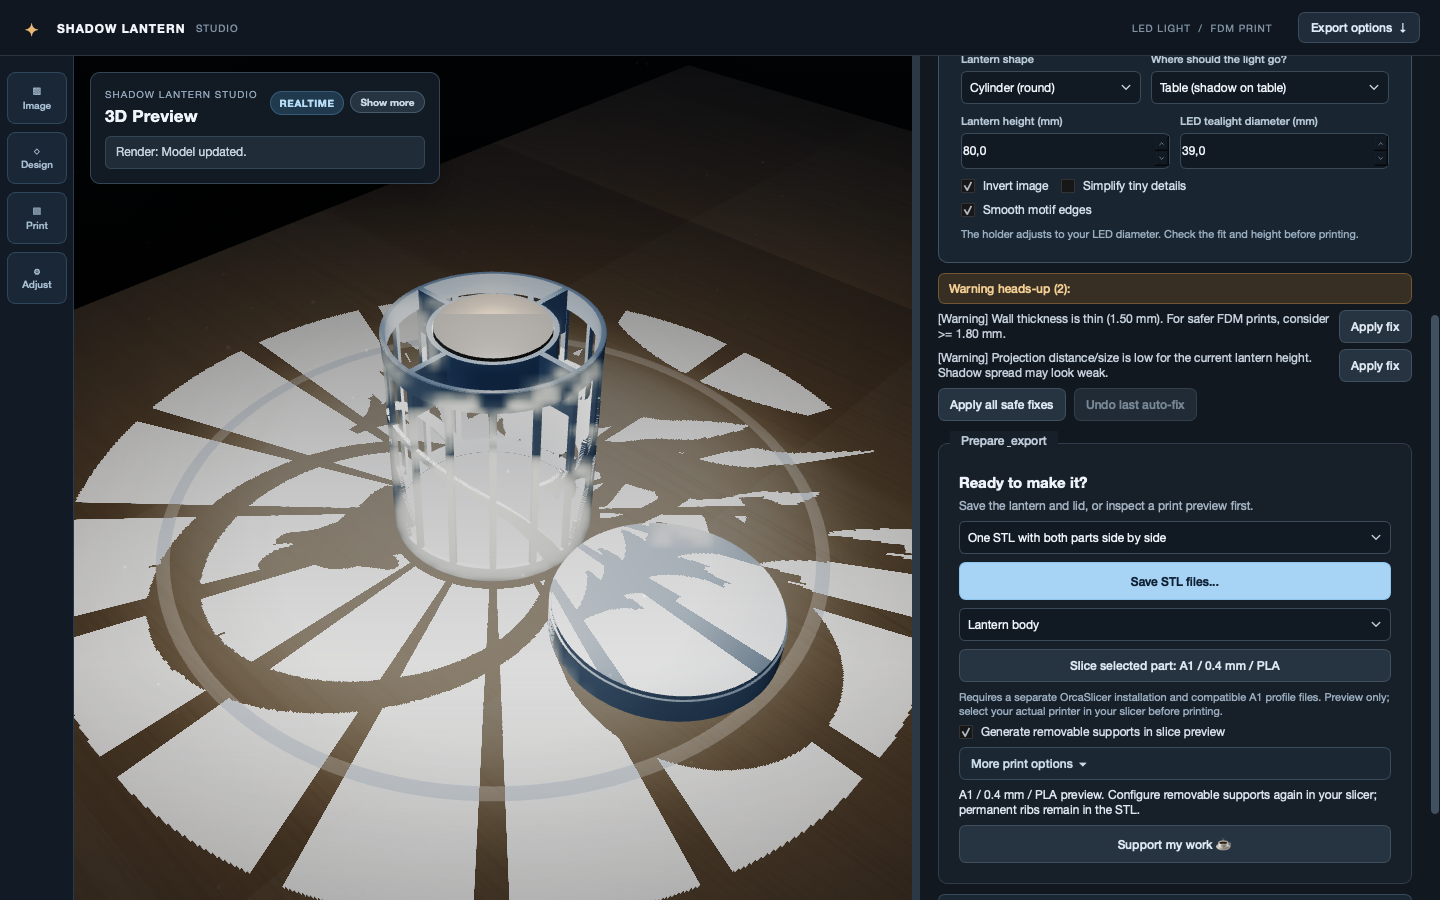 SHADOW LANTERN STUDIO
LED LIGHT / FDM PRINT
Export options ↓
Image
Design
Print
Adjust
SHADOW LANTERN STUDIO
3D Preview
REALTIME
Show more
Render: Model updated.
Lantern shape
Where should the light go?
Cylinder (round)
Table (shadow on table)
Lantern height (mm)
LED tealight diameter (mm)
80,0
39,0
Invert image
Simplify tiny details
Smooth motif edges
The holder adjusts to your LED diameter. Check the fit and height before printing.
Warning heads-up (2):
[Warning] Wall thickness is thin (1.50 mm). For safer FDM prints, consider
>= 1.80 mm.
Apply fix
[Warning] Projection distance/size is low for the current lantern height.
Shadow spread may look weak.
Apply fix
Apply all safe fixes
Undo last auto-fix
Prepare _export
Ready to make it?
Save the lantern and lid, or inspect a print preview first.
One STL with both parts side by side
Save STL files...
Lantern body
Slice selected part: A1 / 0.4 mm / PLA
Requires a separate OrcaSlicer installation and compatible A1 profile files. Preview only;
select your actual printer in your slicer before printing.
Generate removable supports in slice preview
More print options
A1 / 0.4 mm / PLA preview. Configure removable supports again in your slicer;
permanent ribs remain in the STL.
Support my work ☕